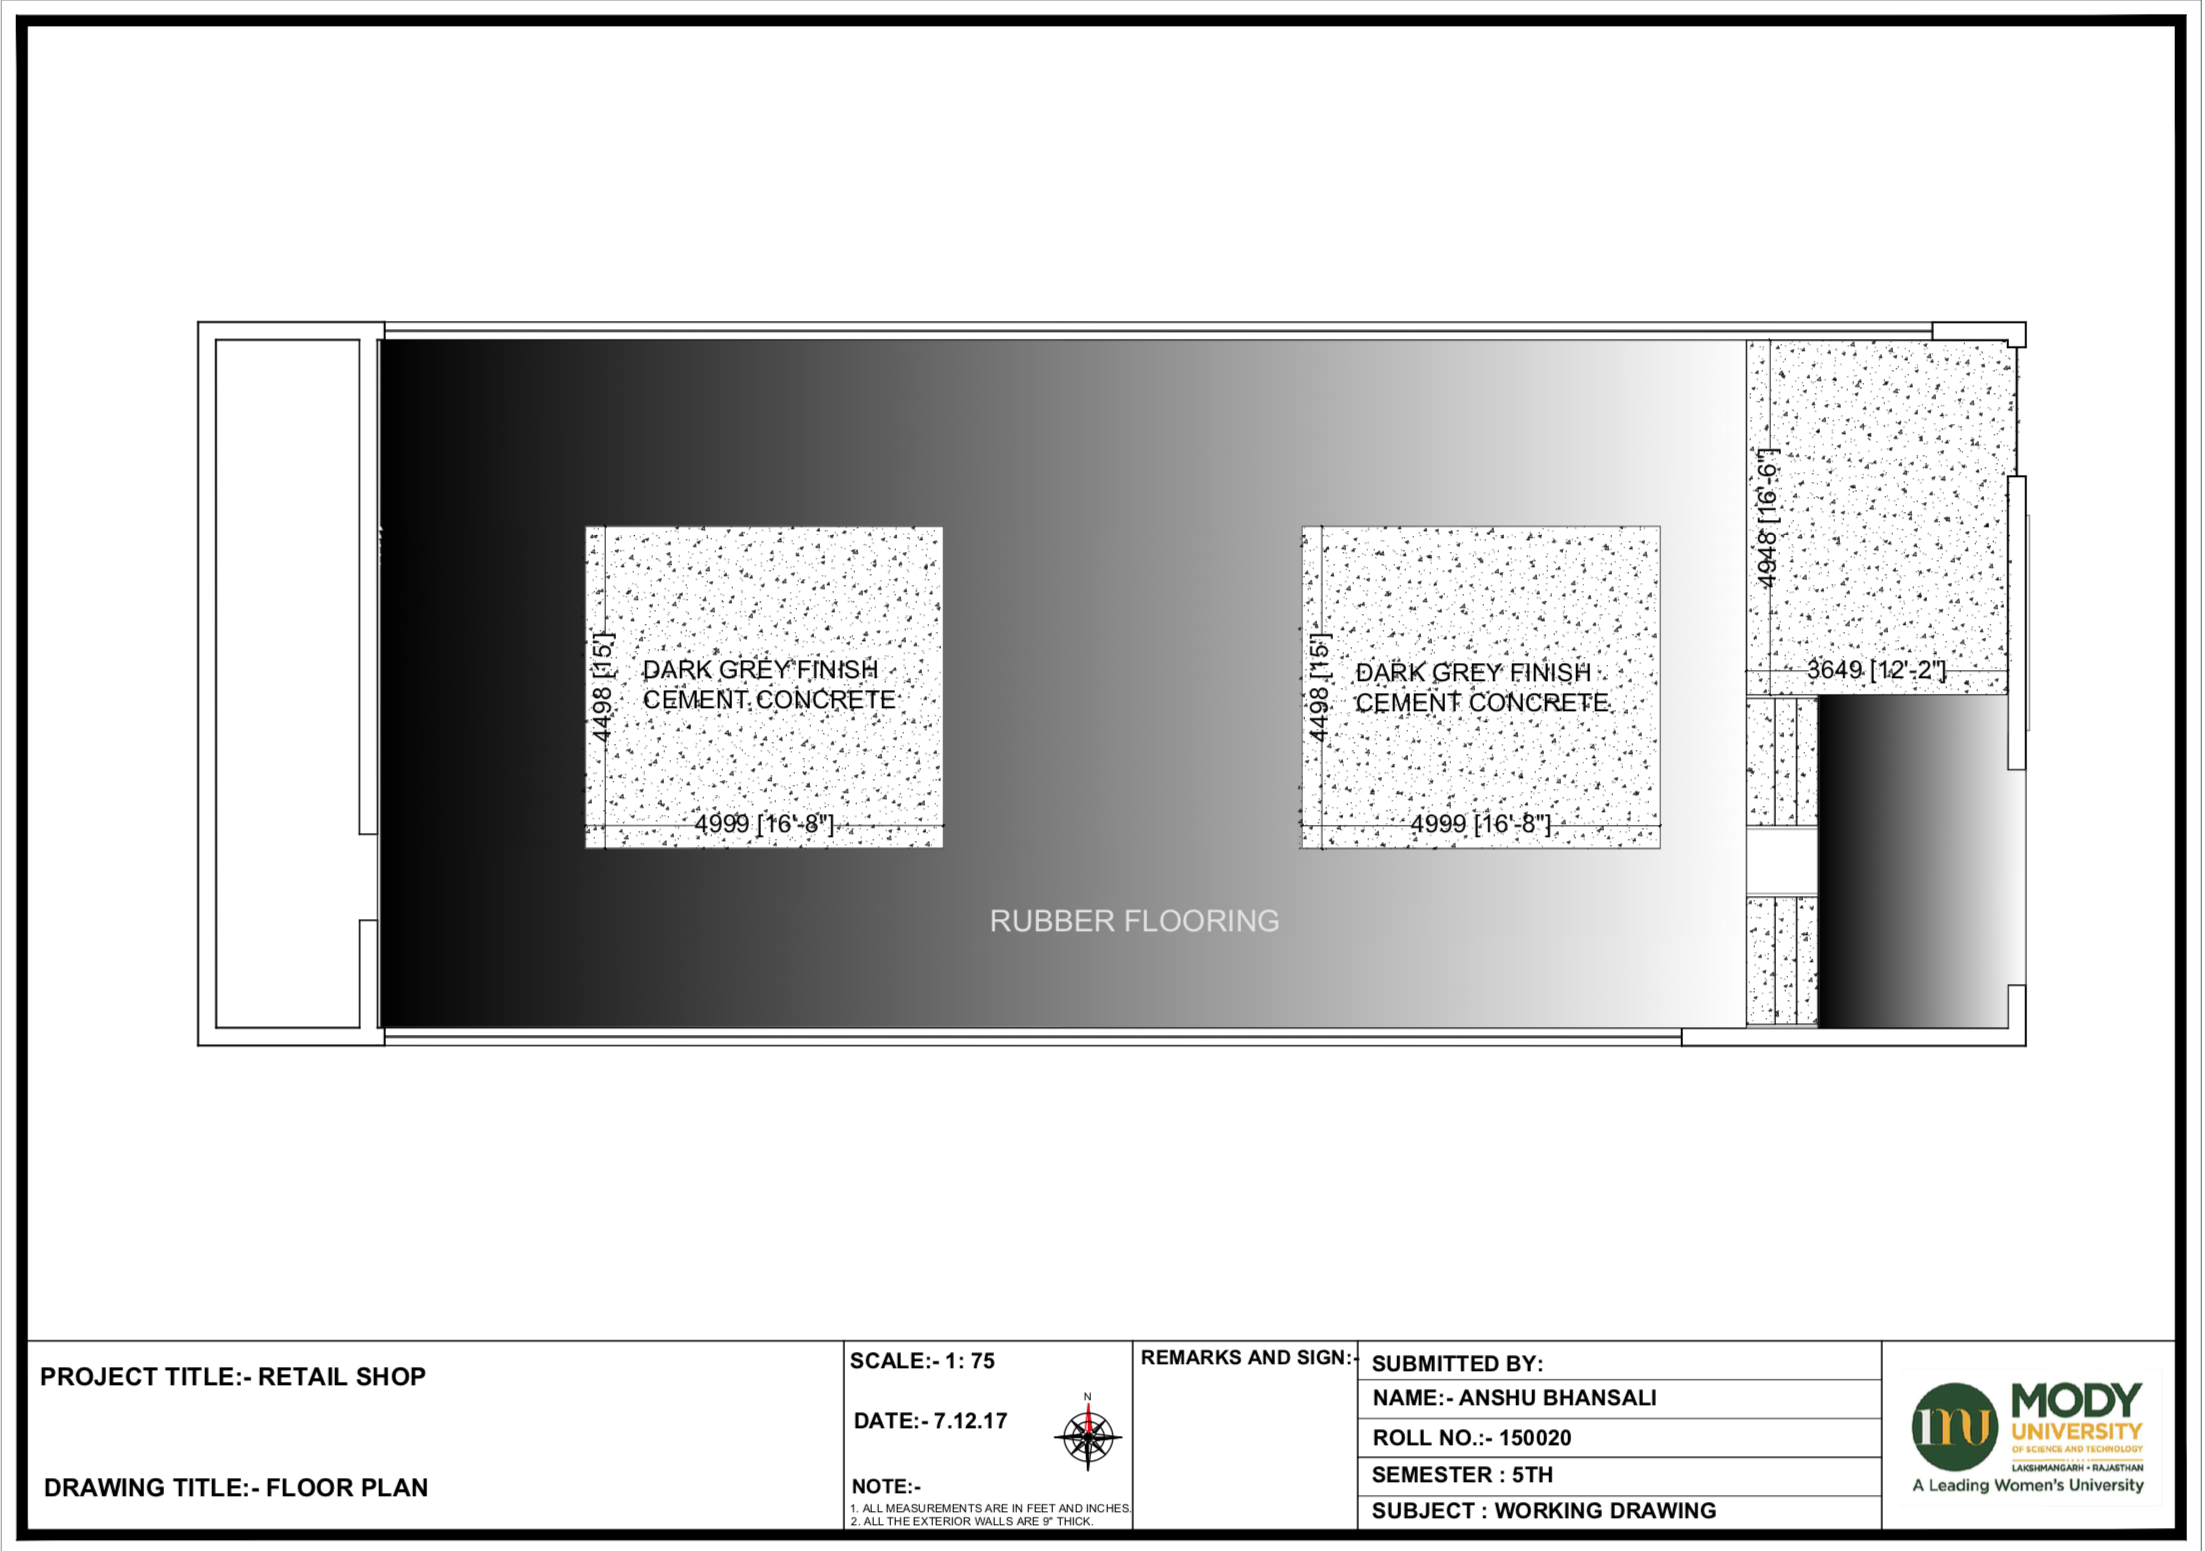 4948 [16'-6"]
3649 [12'-2"]
4498 [15']
DARK GREY FINISH
CEMENT CONCRETE
4999 [16'-8"]
4498 [15']
DARK GREY FINISH
CEMENT CONCRETE
4999 [16'-8"]
RUBBER FLOORING
PROJECT TITLE:- RETAIL SHOP
DRAWING TITLE:- FLOOR PLAN
SCALE:- 1: 75
DATE:- 7.12.17
N
NOTE:-
1. ALL MEASUREMENTS ARE IN FEET AND INCHES.
2. ALL THE EXTERIOR WALLS ARE 9" THICK.
REMARKS AND SIGN:-
SUBMITTED BY:
NAME:- ANSHU BHANSALI
ROLL NO.:- 150020
SEMESTER : 5TH
SUBJECT : WORKING DRAWING
mu
MODY
UNIVERSITY
OF SCIENCE AND TECHNOLOGY
LAKSHMANGARH • RAJASTHAN
A Leading Women's University